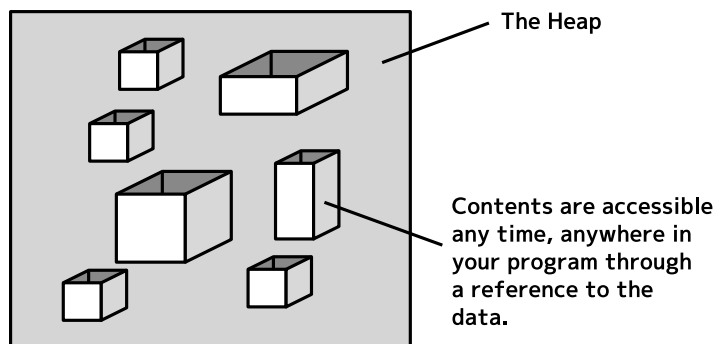 The Heap
Contents are accessible
any time, anywhere in
your program through
a reference to the
data.